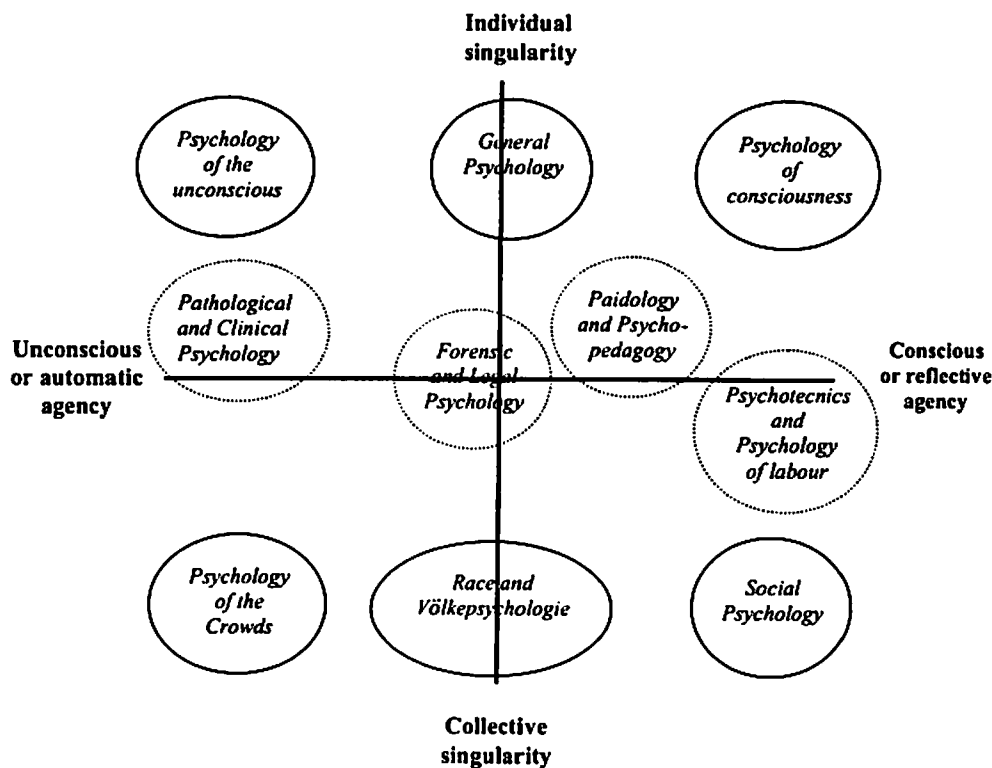 Individual
singularity
Psychology
of the
unconscious
General
Psychology
Psychology
of
consciousness
Pathological
and Clinical
Psychology
Paidology
and Psycho-
pedagogy
Unconscious
or automatic
agency
Forensic
and Legal
Psychology
Conscious
or reflective
agency
Psychotecnics
and
Psychology
of labour
Psychology
of the
Crowds
Race and
Völkepsychologie
Social
Psychology
Collective
singularity